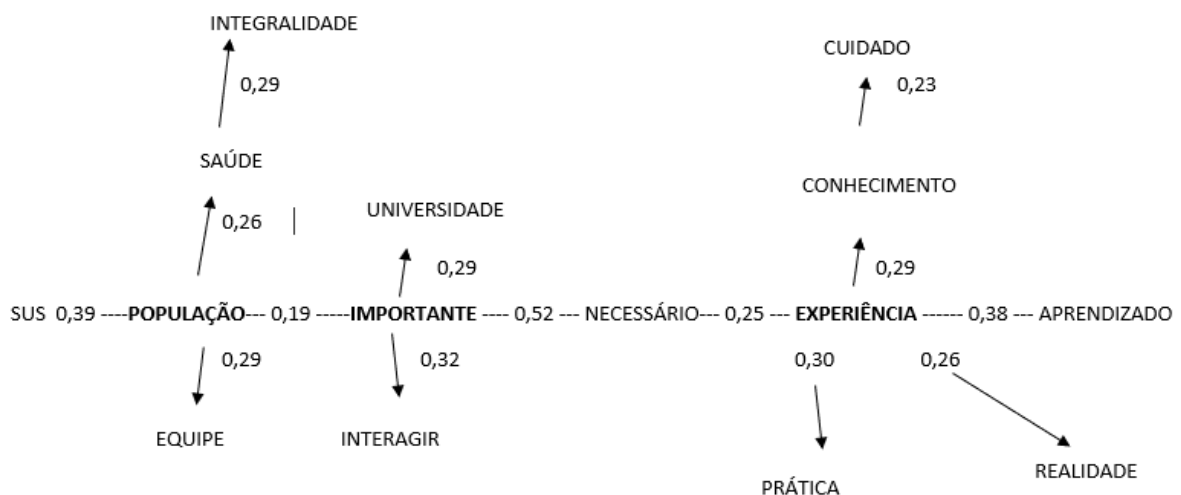 INTEGRALIDADE
CUIDADO
0,29
0,23
SAÚDE
CONHECIMENTO
0,26
UNIVERSIDADE
0,29
0,29
SUS 0,39 ----POPULAÇÃO--- 0,19 -----IMPORTANTE ---- 0,52 --- NECESSÁRIO--- 0,25 --- EXPERIÊNCIA ------ 0,38 --- APRENDIZADO
0,29
0,32
0,30
0,26
EQUIPE
INTERAGIR
REALIDADE
PRÁTICA